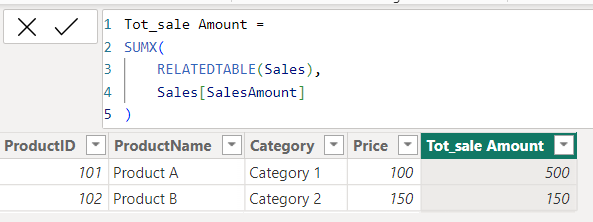 1 Tot_sale Amount =
2 SUMX(
3 RELATEDTABLE(Sales),
4 Sales[SalesAmount]
5 )
ProductID ProductName Category Price Tot_sale Amount
101 Product A Category 1 100 500
102 Product B Category 2 150 150